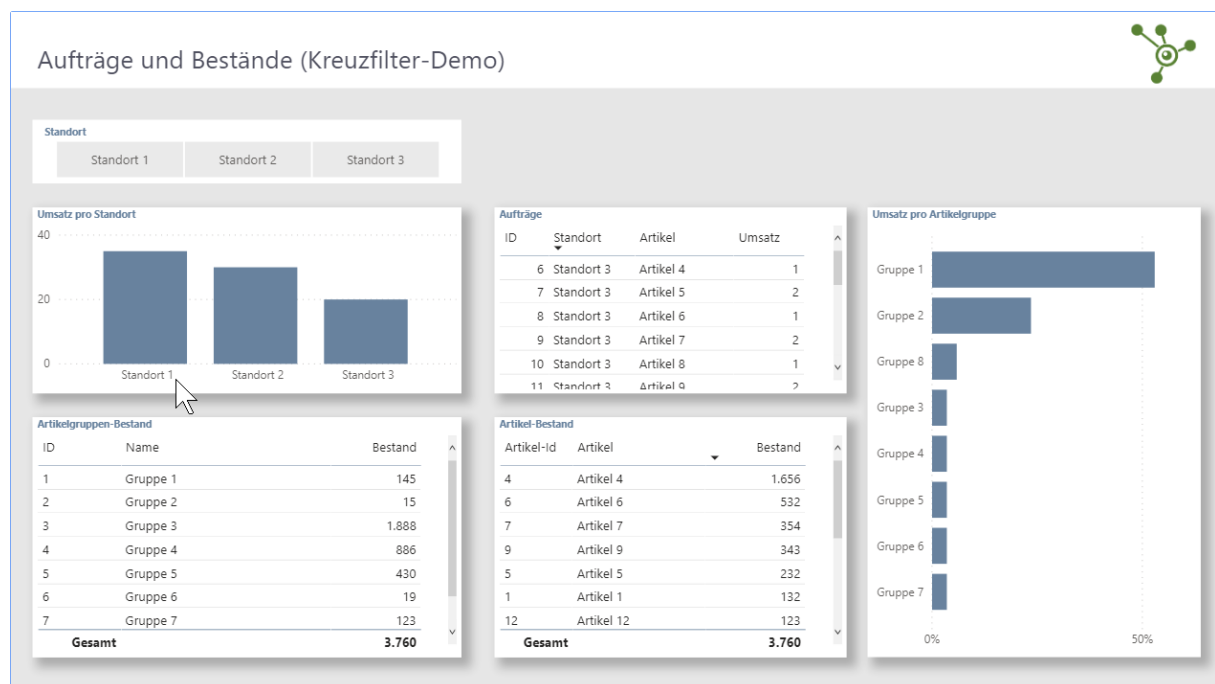 Aufträge und Bestände (Kreuzfilter-Demo)
Standort
Standort 1 Standort 2 Standort 3
Umsatz pro Standort
40
20
0
Standort 1 Standort 2 Standort 3
Aufträge
ID Standort Artikel Umsatz
6 Standort 3 Artikel 4 1
7 Standort 3 Artikel 5 2
8 Standort 3 Artikel 6 1
9 Standort 3 Artikel 7 2
10 Standort 3 Artikel 8 1
11 Standort 3 Artikel 9 2
Umsatz pro Artikelgruppe
Gruppe 1
Gruppe 2
Gruppe 8
Gruppe 3
Gruppe 4
Gruppe 5
Gruppe 6
Gruppe 7
0% 50%
Artikelgruppen-Bestand
ID Name Bestand
1 Gruppe 1 145
2 Gruppe 2 15
3 Gruppe 3 1.888
4 Gruppe 4 886
5 Gruppe 5 430
6 Gruppe 6 19
7 Gruppe 7 123
Gesamt 3.760
Artikel-Bestand
Artikel-Id Artikel Bestand
4 Artikel 4 1.656
6 Artikel 6 532
7 Artikel 7 354
9 Artikel 9 343
5 Artikel 5 232
1 Artikel 1 132
12 Artikel 12 123
Gesamt 3.760